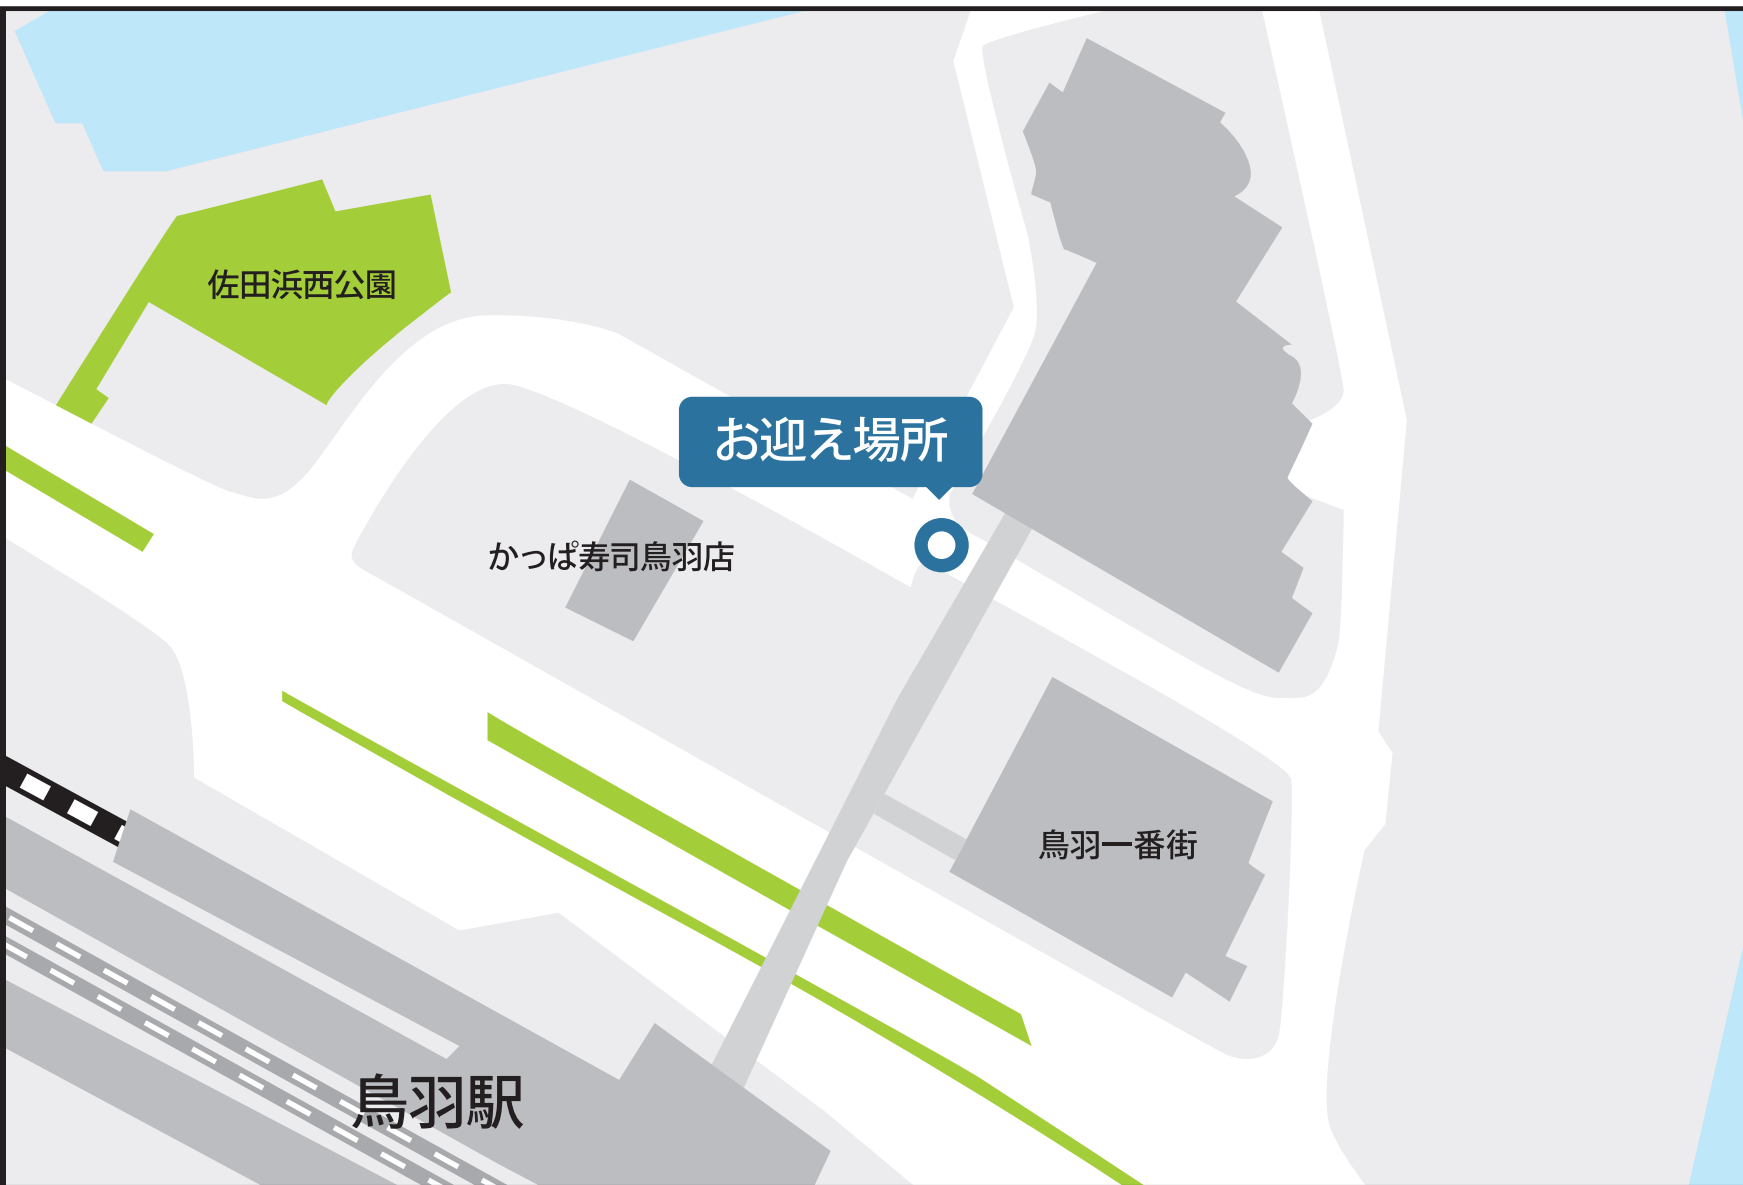 佐田浜西公園
お迎え場所
かっぱ寿司鳥羽店
鳥羽一番街
鳥羽駅